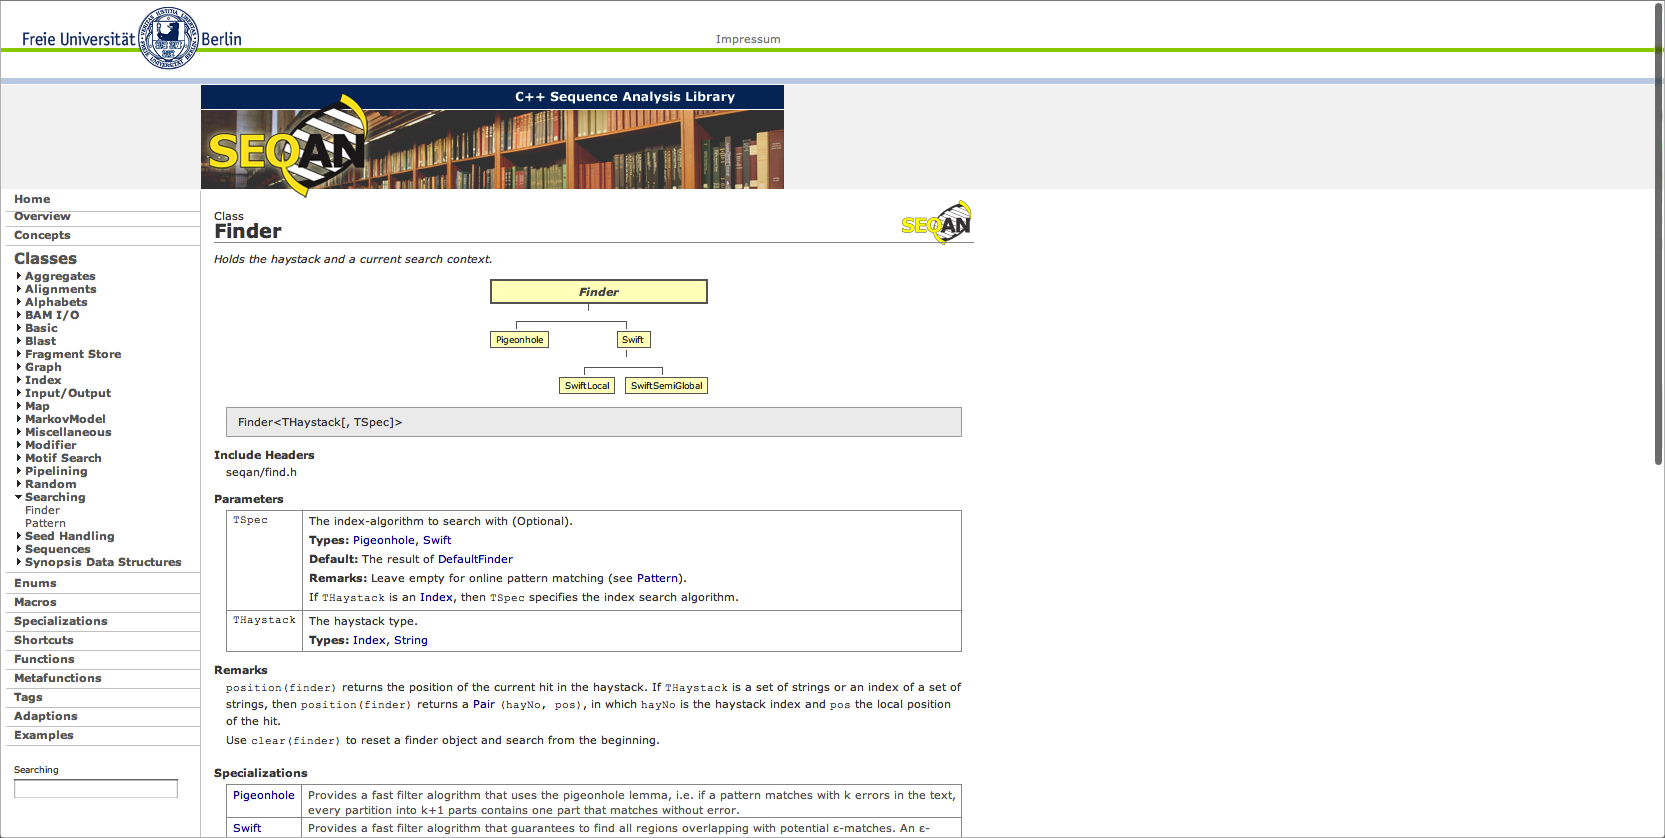 Freie Universität Berlin
Impressum
C++ Sequence Analysis Library
SEQAN
Home
Overview
Concepts
Classes
Aggregates
Alignments
Alphabets
BAM I/O
Basic
Blast
Fragment Store
Graph
Index
Input/Output
Map
MarkovModel
Miscellaneous
Modifier
Motif Search
Pipelining
Random
Searching
Finder
Pattern
Seed Handling
Sequences
Synopsis Data Structures
Enums
Macros
Specializations
Shortcuts
Functions
Metafunctions
Tags
Adaptions
Examples
Searching
Class
Finder
SEQAN
Holds the haystack and a current search context.
Finder
Pigeonhole Swift
SwiftLocal SwiftSemiGlobal
Finder<THaystack[, TSpec]>
Include Headers
seqan/find.h
Parameters
TSpec The index-algorithm to search with (Optional).
Types: Pigeonhole, Swift
Default: The result of DefaultFinder
Remarks: Leave empty for online pattern matching (see Pattern).
If THaystack is an Index, then TSpec specifies the index search algorithm.
THaystack The haystack type.
Types: Index, String
Remarks
position(finder) returns the position of the current hit in the haystack. If THaystack is a set of strings or an index of a set of
strings, then position(finder) returns a Pair (hayNo, pos), in which hayNo is the haystack index and pos the local position
of the hit.
Use clear(finder) to reset a finder object and search from the beginning.
Specializations
Pigeonhole Provides a fast filter alogrithm that uses the pigeonhole lemma, i.e. if a pattern matches with k errors in the text,
every partition into k+1 parts contains one part that matches without error.
Swift Provides a fast filter alogrithm that guarantees to find all regions overlapping with potential ε-matches. An ε-